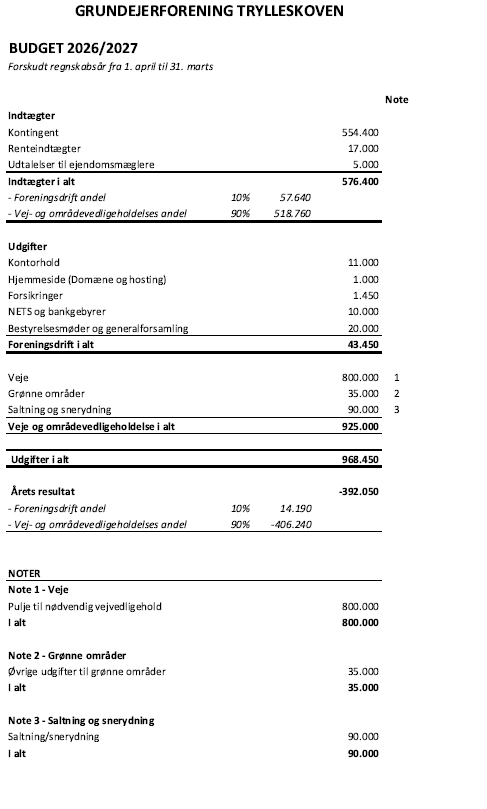 GRUNDEJERFORENING TRYLLESKOVEN
BUDGET 2026/2027
Forskudt regnskabsår fra 1. april til 31. marts
Note
Indtægter
Kontingent 554.400
Renteindtægter 17.000
Udtalelser til ejendomsmæglere 5.000
Indtægter i alt 576.400
- Foreningsdrift andel 10% 57.640
- Vej- og områdevedligeholdelses andel 90% 518.760
Udgifter
Kontorhold 11.000
Hjemmeside (Domæne og hosting) 1.000
Forsikringer 1.450
NETS og bankgebyrer 10.000
Bestyrelsesmøder og generalforsamling 20.000
Foreningsdrift i alt 43.450
Veje 800.000 1
Grønne områder 35.000 2
Saltning og snerydning 90.000 3
Veje og områdevedligeholdelse i alt 925.000
Udgifter i alt 968.450
Årets resultat -392.050
- Foreningsdrift andel 10% 14.190
- Vej- og områdevedligeholdelses andel 90% -406.240
NOTER
Note 1 - Veje
Pulje til nødvendig vejvedligehold 800.000
I alt 800.000
Note 2 - Grønne områder
Øvrige udgifter til grønne områder 35.000
I alt 35.000
Note 3 - Saltning og snerydning
Saltning/snerydning 90.000
I alt 90.000